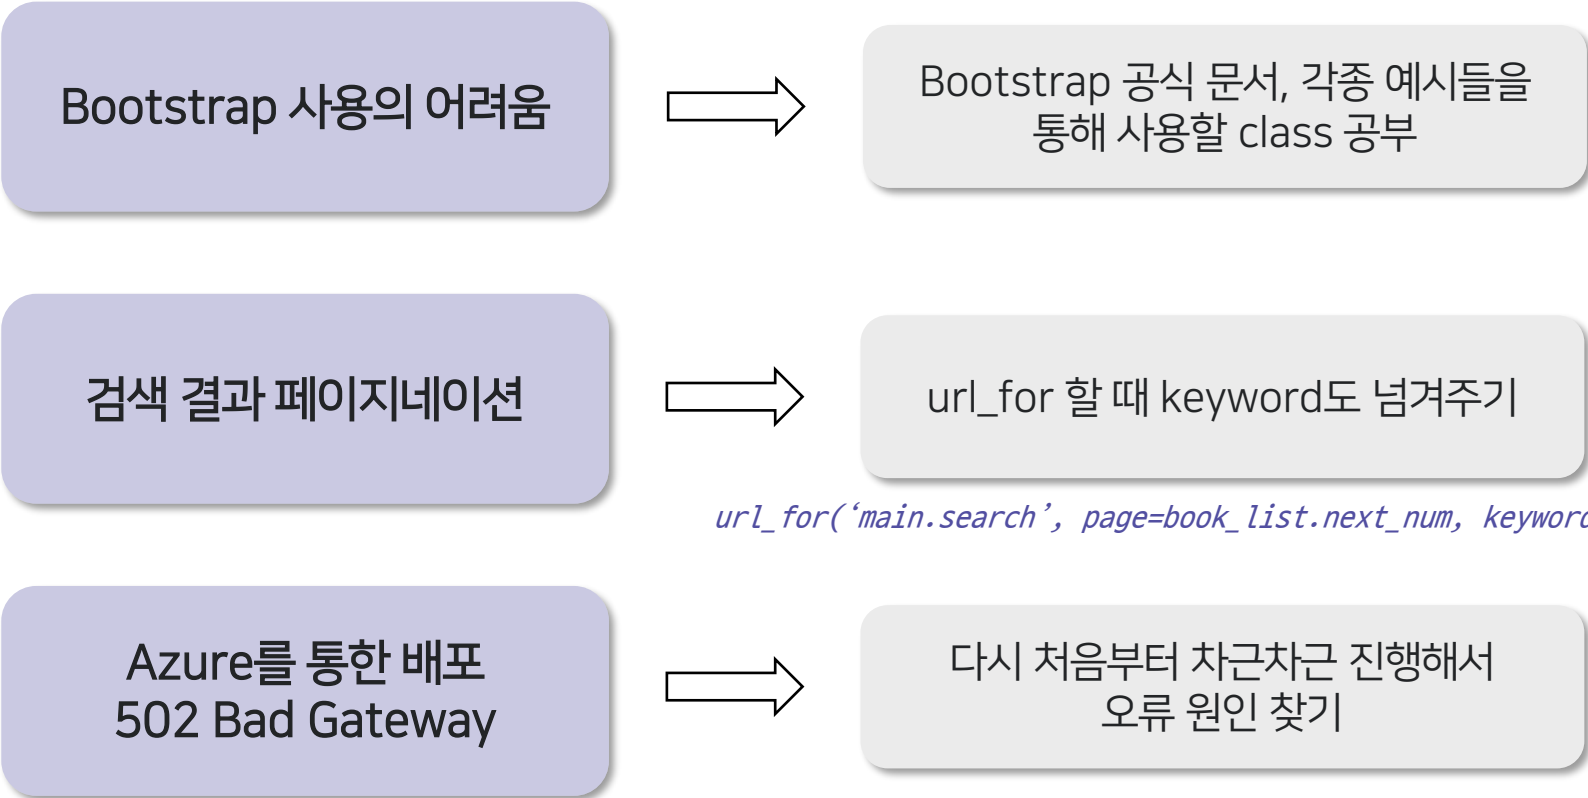 Bootstrap 사용의 어려움
Bootstrap 공식 문서, 각종 예시들을
통해 사용할 class 공부
검색 결과 페이지네이션
url_for 할 때 keyword도 넘겨주기
url_for(‘main.search’, page=book_list.next_num, keyword
Azure를 통한 배포
502 Bad Gateway
다시 처음부터 차근차근 진행해서
오류 원인 찾기